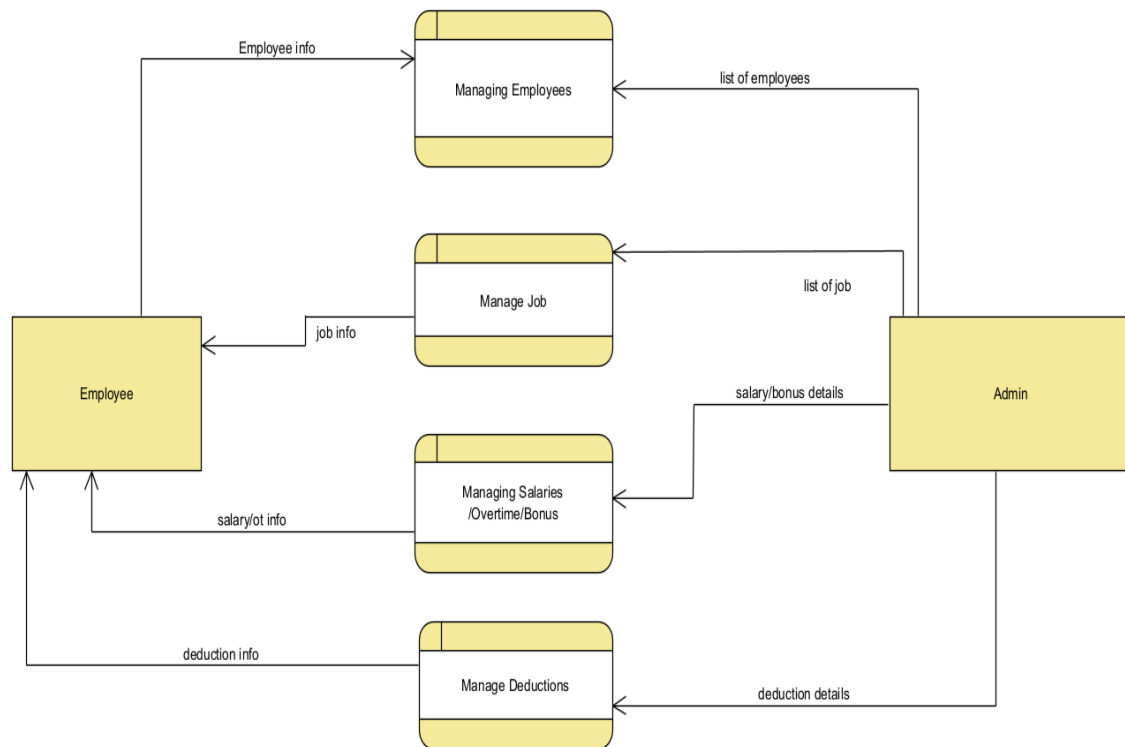 Employee info
Managing Employees
list of employees
Manage Job
list of job
job info
Employee
Admin
salary/bonus details
Managing Salaries
/Overtime/Bonus
salary/ot info
deduction info
Manage Deductions
deduction details